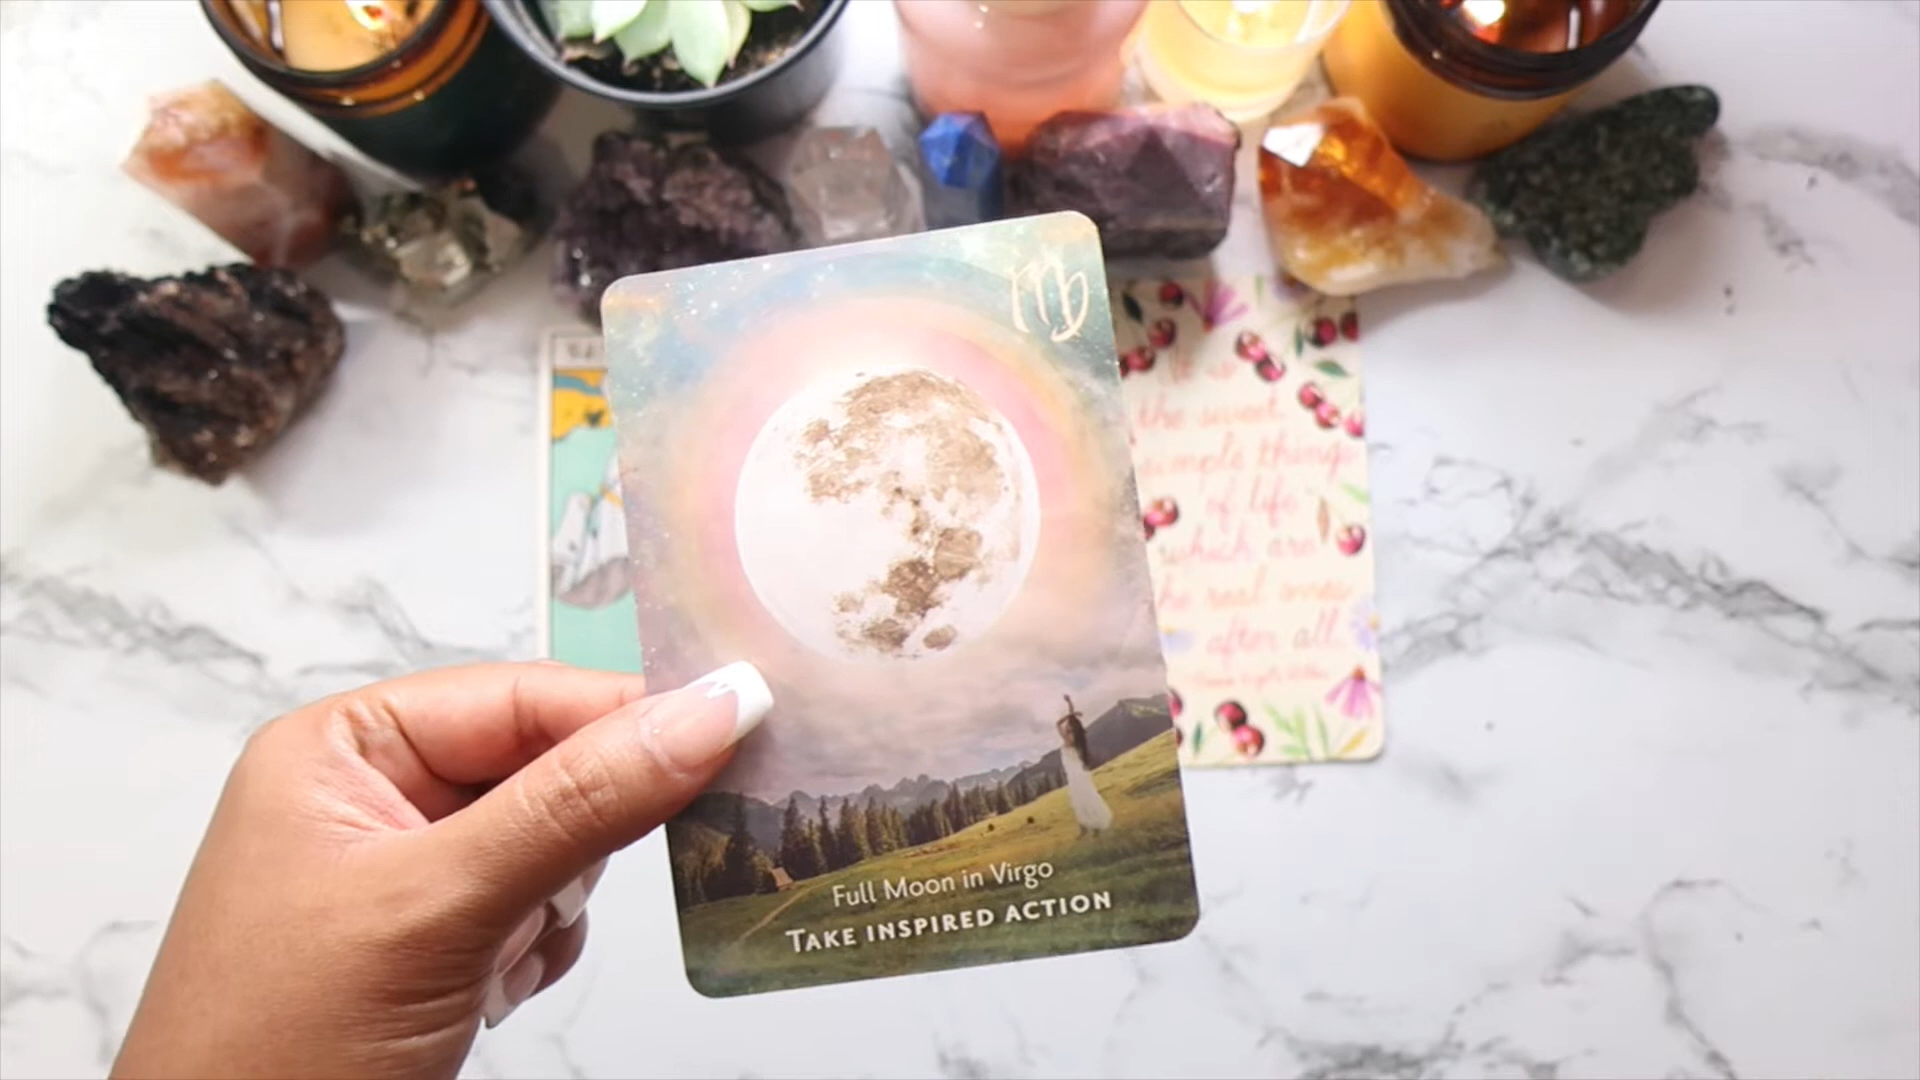 Full Moon in Virgo
TAKE INSPIRED ACTION
the sweet
simple things
of life
which are
real ones
after all.